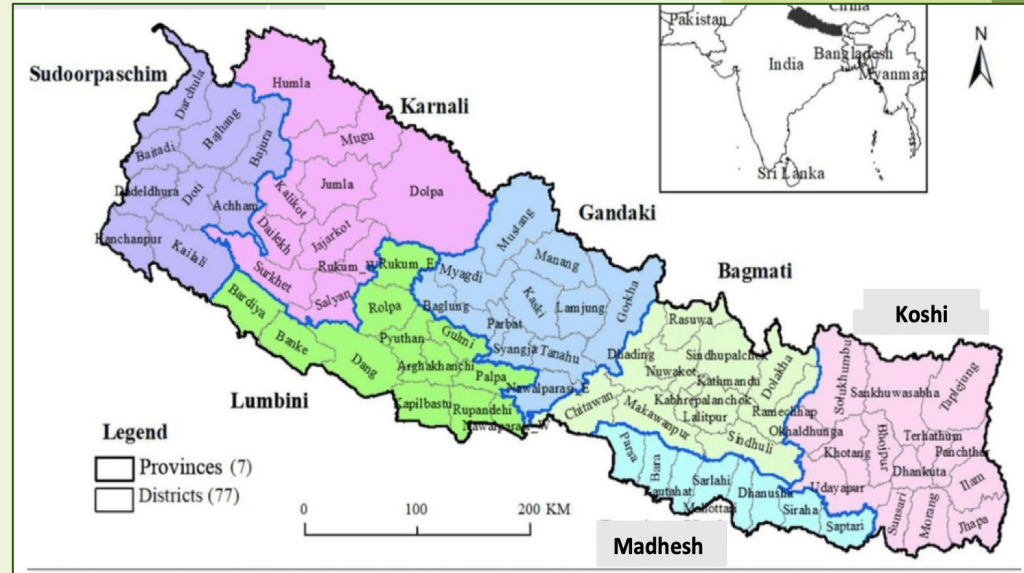 Pakistan
China
India
Bangladesh
Myanmar
Sri Lanka
N
Sudoorpaschim
Darchula
Bajhang
Bajura
Baitadi
Dadeldhura
Doti
Achham
Kanchanpur
Kailali
Karnali
Humla
Mugu
Jumla
Dolpa
Kalikot
Dailekh
Jajarkot
Surkhet
Rukum_W
Salyan
Gandaki
Mustang
Manang
Myagdi
Kaski
Lamjung
Gorkha
Baglung
Parbat
Syangja
Tanahu
Nawalparasi_E
Lumbini
Rukum_E
Rolpa
Pyuthan
Gulmi
Arghakhanchi
Palpa
Bardiya
Banke
Dang
Kapilbastu
Rupandehi
Nawalparasi_W
Bagmati
Rasuwa
Dhading
Nuwakot
Sindhupalchok
Kathmandu
Dolakha
Kabhrepalanchok
Lalitpur
Ramechhap
Chitawan
Makawanpur
Sindhuli
Koshi
Solukhumbu
Sankhuwasabha
Taplejung
Okhaldhunga
Khotang
Bhojpur
Terhathum
Panchthe
Dhankuta
Ilam
Udayapur
Sunsari
Morang
Jhapa
Madhesh
Parsa
Bara
Rautahat
Sarlahi
Mohottari
Dhanusha
Siraha
Saptari
Legend
Provinces (7)
Districts (77)
0 100 200 KM